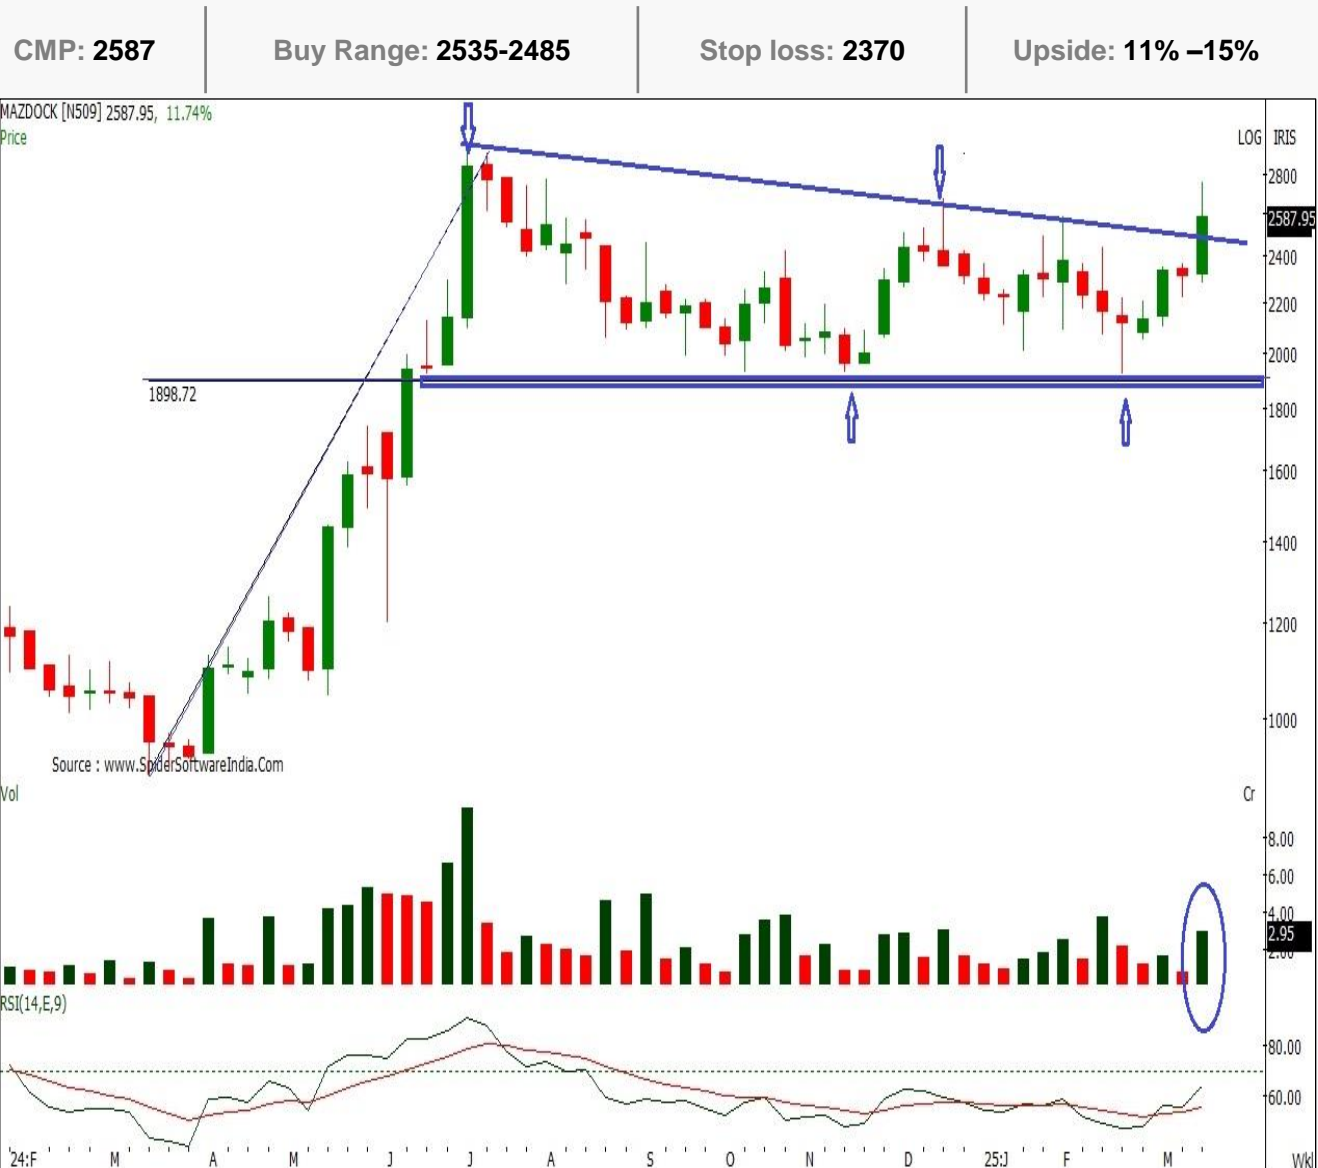 CMP: 2587 Buy Range: 2535-2485 Stop loss: 2370 Upside: 11% –15%
MAZDOCK [N509] 2587.95, 11.74%
Price LOG IRIS
2800
2587.95
2400
2200
2000
1898.72
1800
1600
1400
1200
1000
Source : www.SpiderSoftwareIndia.Com
Vol Cr
8.00
6.00
4.00
2.95
2.00
RSI(14,E,9)
80.00
60.00
'24:F M A M J J A S O N D 25:J F M Wkl